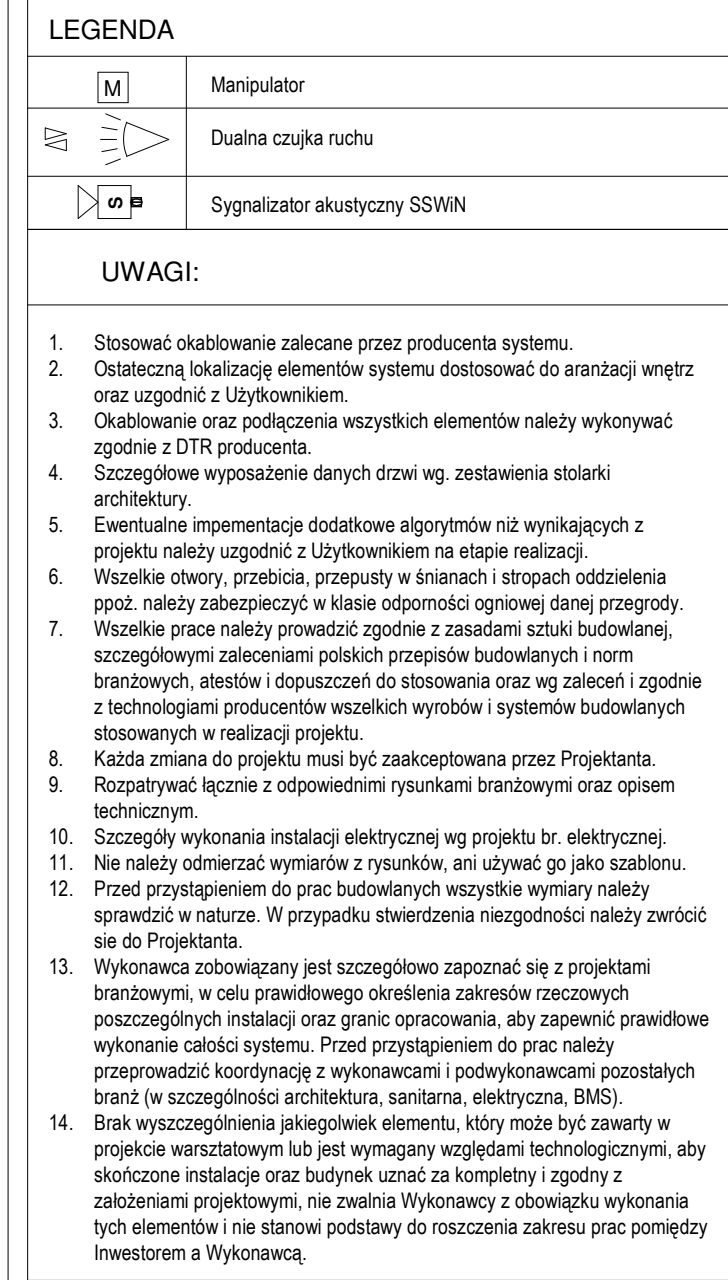 LEGENDA
M Manipulator
Dualna czujka ruchu
S Sygnalizator akustyczny SSWiN
UWAGI:
1. Stosować okablowanie zalecane przez producenta systemu.
2. Ostateczną lokalizację elementów systemu dostosować do aranżacji wnętrz
oraz uzgodnić z Użytkownikiem.
3. Okablowanie oraz podłączenia wszystkich elementów należy wykonywać
zgodnie z DTR producenta.
4. Szczegółowe wyposażenie danych drzwi wg. zestawienia stolarki
architektury.
5. Ewentualne impementacje dodatkowe algorytmów niż wynikających z
projektu należy uzgodnić z Użytkownikiem na etapie realizacji.
6. Wszelkie otwory, przebicia, przepusty w śnianach i stropach oddzielenia
ppoż. należy zabezpieczyć w klasie odporności ogniowej danej przegrody.
7. Wszelkie prace należy prowadzić zgodnie z zasadami sztuki budowlanej,
szczegółowymi zaleceniami polskich przepisów budowlanych i norm
branżowych, atestów i dopuszczeń do stosowania oraz wg zaleceń i zgodnie
z technologiami producentów wszelkich wyrobów i systemów budowlanych
stosowanych w realizacji projektu.
8. Każda zmiana do projektu musi być zaakceptowana przez Projektanta.
9. Rozpatrywać łącznie z odpowiednimi rysunkami branżowymi oraz opisem
technicznym.
10. Szczegóły wykonania instalacji elektrycznej wg projektu br. elektrycznej.
11. Nie należy odmierzać wymiarów z rysunków, ani używać go jako szablonu.
12. Przed przystąpieniem do prac budowlanych wszystkie wymiary należy
sprawdzić w naturze. W przypadku stwierdzenia niezgodności należy zwrócić
sie do Projektanta.
13. Wykonawca zobowiązany jest szczegółowo zapoznać się z projektami
branżowymi, w celu prawidłowego określenia zakresów rzeczowych
poszczególnych instalacji oraz granic opracowania, aby zapewnić prawidłowe
wykonanie całości systemu. Przed przystąpieniem do prac należy
przeprowadzić koordynację z wykonawcami i podwykonawcami pozostałych
branż (w szczególności architektura, sanitarna, elektryczna, BMS).
14. Brak wyszczególnienia jakiegolwiek elementu, który może być zawarty w
projekcie warsztatowym lub jest wymagany względami technologicznymi, aby
skończone instalacje oraz budynek uznać za kompletny i zgodny z
założeniami projektowymi, nie zwalnia Wykonawcy z obowiązku wykonania
tych elementów i nie stanowi podstawy do roszczenia zakresu prac pomiędzy
Inwestorem a Wykonawcą.